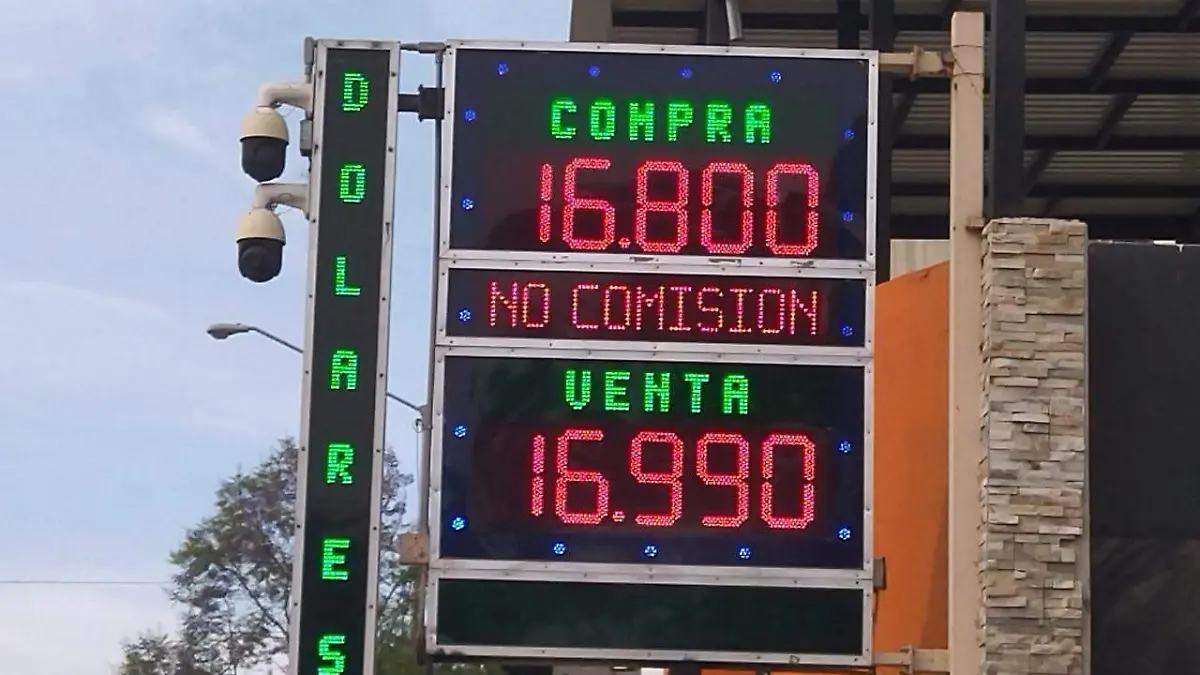 DOLARES
COMPRA
16.800
NO COMISION
VENTA
16.990